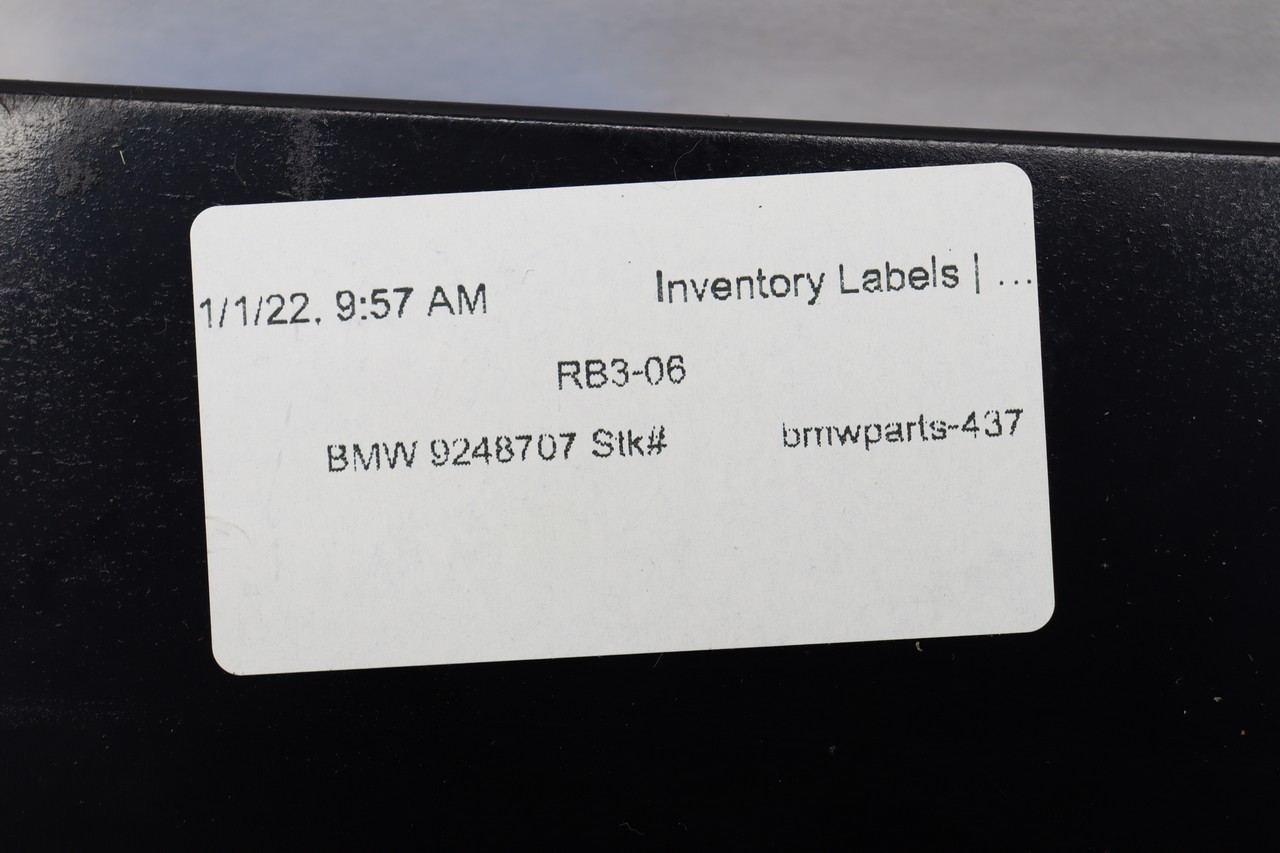 1/1/22, 9:57 AM Inventory Labels | ...
RB3-06
BMW 9248707 Stk# bmwparts-437